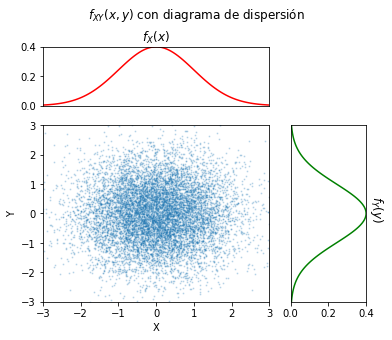 f_{XY}(x, y) con diagrama de dispersión
f_X(x)
0.4
0.2
0.0
3
2
1
0
−1
−2
−3
Y
−3 −2 −1 0 1 2 3
X
0.0 0.2 0.4
f_Y(y)